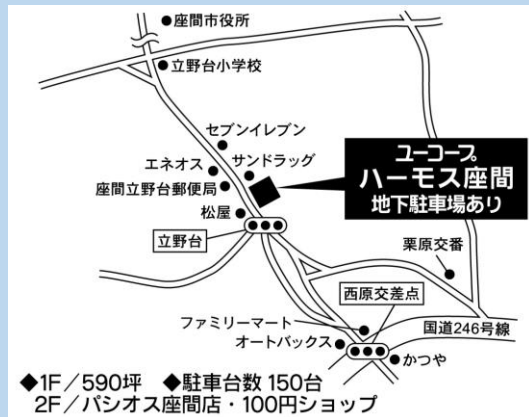 座間市役所
立野台小学校
セブンイレブン
エネオス
サンドラッグ
座間立野台郵便局
松屋
立野台
ユーコープ
ハーモス座間
地下駐車場あり
栗原交番
西原交差点
ファミリーマート
国道246号線
オートバックス
かつや
◆1F/590坪 ◆駐車台数 150台
2F/パシオス座間店・100円ショップ